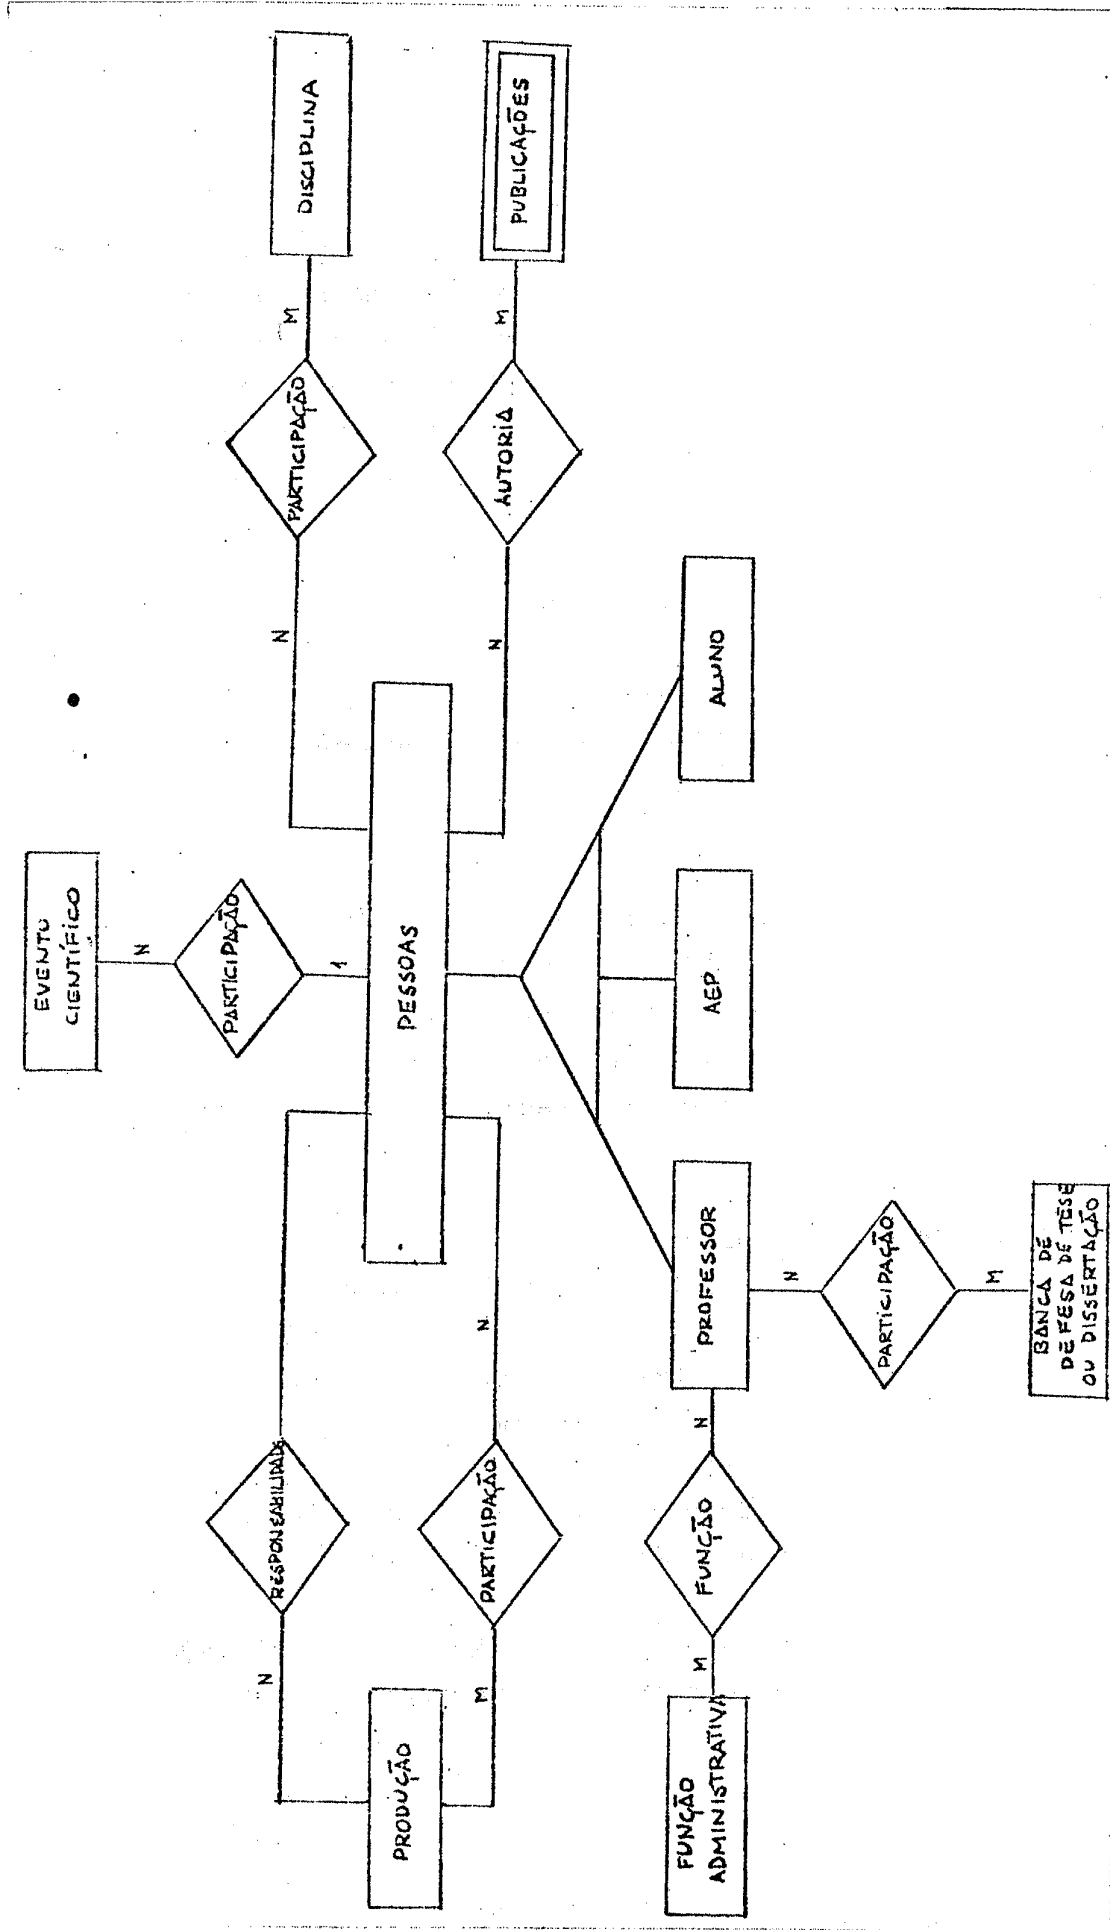 EVENTO
CIENTÍFICO
N
PARTICIPAÇÃO
N
RESPONSABILIDADE
N
PARTICIPAÇÃO
M
DISCIPLINA
1
PRODUÇÃO
PESSOAS
M
PARTICIPAÇÃO
N
N
AUTORIA
M
PUBLICAÇÕES
FUNÇÃO
ADMINISTRATIVA
M
FUNÇÃO
N
PROFESSOR
AEP
ALUNO
N
PARTICIPAÇÃO
M
BANCA DE
DEFESA DE TESE
OU DISSERTAÇÃO